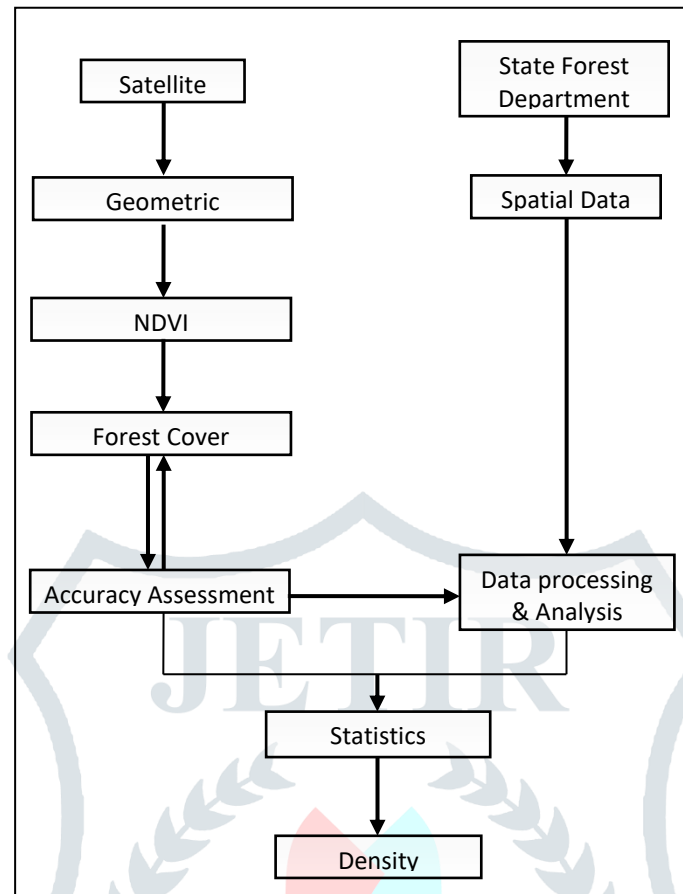 Satellite
State Forest
Department
Geometric
Spatial Data
NDVI
Forest Cover
Accuracy Assessment
Data processing
& Analysis
JETIR
Statistics
Density